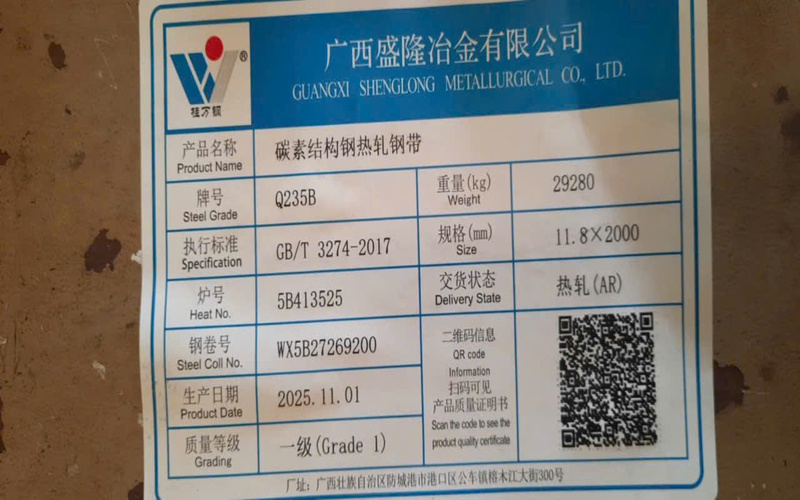 广西盛隆冶金有限公司
GUANGXI SHENGLONG METALLURGICAL CO., LTD.
®
桂万钢
产品名称 碳素结构钢热轧钢带
Product Name
牌号 Q235B 重量(kg) 29280
Steel Grade Weight
执行标准 GB/T 3274-2017 规格(mm) 11.8×2000
Specification Size
炉号 5B413525 交货状态 热轧(AR)
Heat No. Delivery State
钢卷号 WX5B27269200 二维码信息
Steel Coll No. QR code
Information
生产日期 2025.11.01 扫码可见
Product Date 产品质量证明书
质量等级 一级(Grade 1) Scan the code to see the
Grading product quality certificate
厂址: 广西壮族自治区防城港市港口区公车镇榕木江大街300号